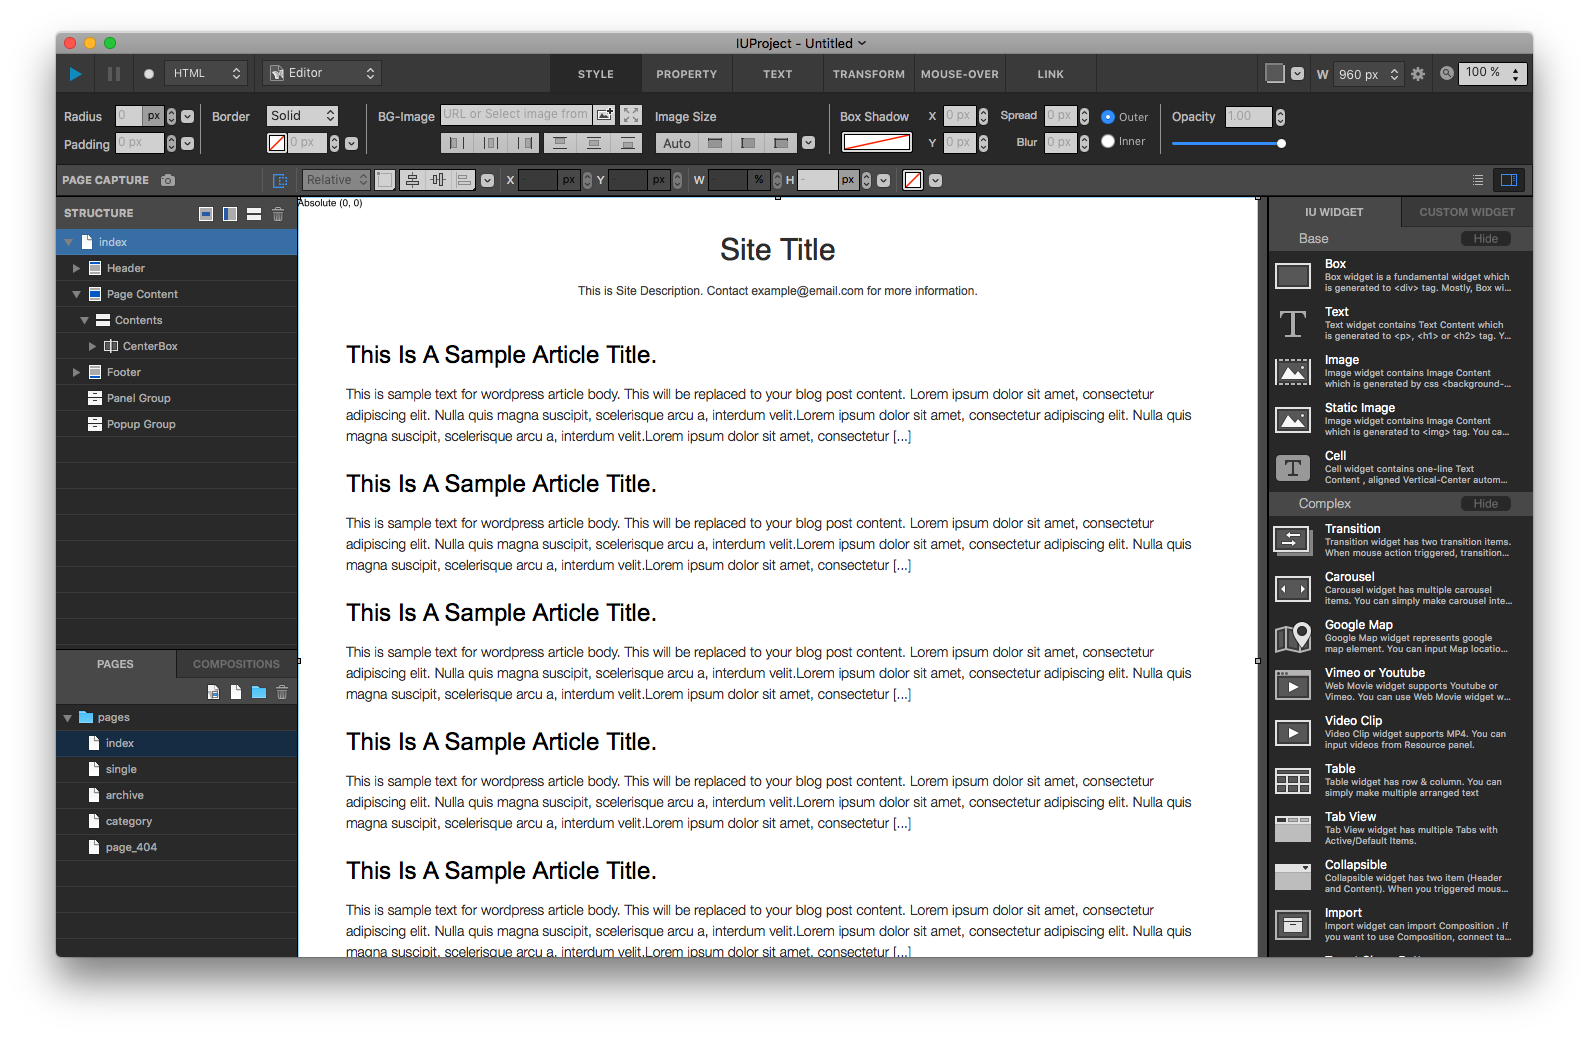 IUProject - Untitled
HTML
Editor
STYLE
PROPERTY
TEXT
TRANSFORM
MOUSE-OVER
LINK
W 960 px
100 %
Radius 0 px
Border Solid
BG-Image URL or Select image from
Image Size
Box Shadow X 0 px
Spread 0 px
Outer
Opacity 1.00
Padding 0 px
0 px
Auto
Y 0 px
Blur 0 px
Inner
PAGE CAPTURE
Relative
X - px
Y - px
W - %
H - px
STRUCTURE
index
Header
Page Content
Contents
CenterBox
Footer
Panel Group
Popup Group
PAGES
COMPOSITIONS
pages
index
single
archive
category
page_404
Absolute (0, 0)
Site Title
This is Site Description. Contact example@email.com for more information.
This Is A Sample Article Title.
This is sample text for wordpress article body. This will be replaced to your blog post content. Lorem ipsum dolor sit amet, consectetur
adipiscing elit. Nulla quis magna suscipit, scelerisque arcu a, interdum velit.Lorem ipsum dolor sit amet, consectetur adipiscing elit. Nulla quis
magna suscipit, scelerisque arcu a, interdum velit.Lorem ipsum dolor sit amet, consectetur [...]
This Is A Sample Article Title.
This is sample text for wordpress article body. This will be replaced to your blog post content. Lorem ipsum dolor sit amet, consectetur
adipiscing elit. Nulla quis magna suscipit, scelerisque arcu a, interdum velit.Lorem ipsum dolor sit amet, consectetur adipiscing elit. Nulla quis
magna suscipit, scelerisque arcu a, interdum velit.Lorem ipsum dolor sit amet, consectetur [...]
This Is A Sample Article Title.
This is sample text for wordpress article body. This will be replaced to your blog post content. Lorem ipsum dolor sit amet, consectetur
adipiscing elit. Nulla quis magna suscipit, scelerisque arcu a, interdum velit.Lorem ipsum dolor sit amet, consectetur adipiscing elit. Nulla quis
magna suscipit, scelerisque arcu a, interdum velit.Lorem ipsum dolor sit amet, consectetur [...]
This Is A Sample Article Title.
This is sample text for wordpress article body. This will be replaced to your blog post content. Lorem ipsum dolor sit amet, consectetur
adipiscing elit. Nulla quis magna suscipit, scelerisque arcu a, interdum velit.Lorem ipsum dolor sit amet, consectetur adipiscing elit. Nulla quis
magna suscipit, scelerisque arcu a, interdum velit.Lorem ipsum dolor sit amet, consectetur [...]
This Is A Sample Article Title.
This is sample text for wordpress article body. This will be replaced to your blog post content. Lorem ipsum dolor sit amet, consectetur
adipiscing elit. Nulla quis magna suscipit, scelerisque arcu a, interdum velit.Lorem ipsum dolor sit amet, consectetur adipiscing elit. Nulla quis
magna suscipit, scelerisque arcu a, interdum velit.Lorem ipsum dolor sit amet, consectetur [...]
IU WIDGET
CUSTOM WIDGET
Base
Hide
Box
Box widget is a fundamental widget which
is generated to <div> tag. Mostly, Box wi...
Text
Text widget contains Text Content which
is generated to <p>, <h1> or <h2> tag. Y...
Image
Image widget contains Image Content
which is generated by css <background-...
Static Image
Image widget contains Image Content
which is generated to <img> tag. You ca...
Cell
Cell widget contains one-line Text
Content , aligned Vertical-Center autom...
Complex
Hide
Transition
Transition widget has two transition items.
When mouse action triggered, transition...
Carousel
Carousel widget has multiple carousel
items. You can simply make carousel inte...
Google Map
Google Map widget represents google
map element. You can input Map locatio...
Vimeo or Youtube
Web Movie widget supports Youtube or
Vimeo. You can use Web Movie widget w...
Video Clip
Video Clip widget supports MP4. You can
input videos from Resource panel.
Table
Table widget has row & column. You can
simply make multiple arranged text
Tab View
Tab View widget has multiple Tabs with
Active/Default Items.
Collapsible
Collapsible widget has two item (Header
and Content). When you triggered mous...
Import
Import widget can import Composition . If
you want to use Composition, connect ta...